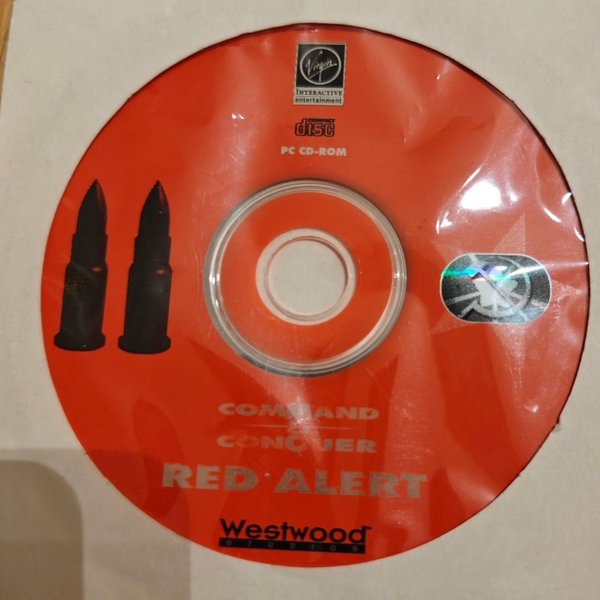 Virgin
INTERACTIVE
entertainment
COMPACT
disc
PC CD-ROM
COMMAND
&
CONQUER
RED ALERT
Westwood
STUDIOS